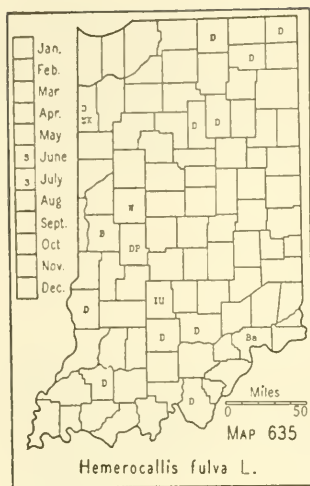 Jan.
Feb.
Mar
Apr.
May
3 June
3 July
Aug
Sept.
Oct
Nov.
Dec.
D D
D
D D
W
B
DP
D
IU
D D
Ba
D
D
Miles
0 50
MAP 635
Hemerocallis fulva L.